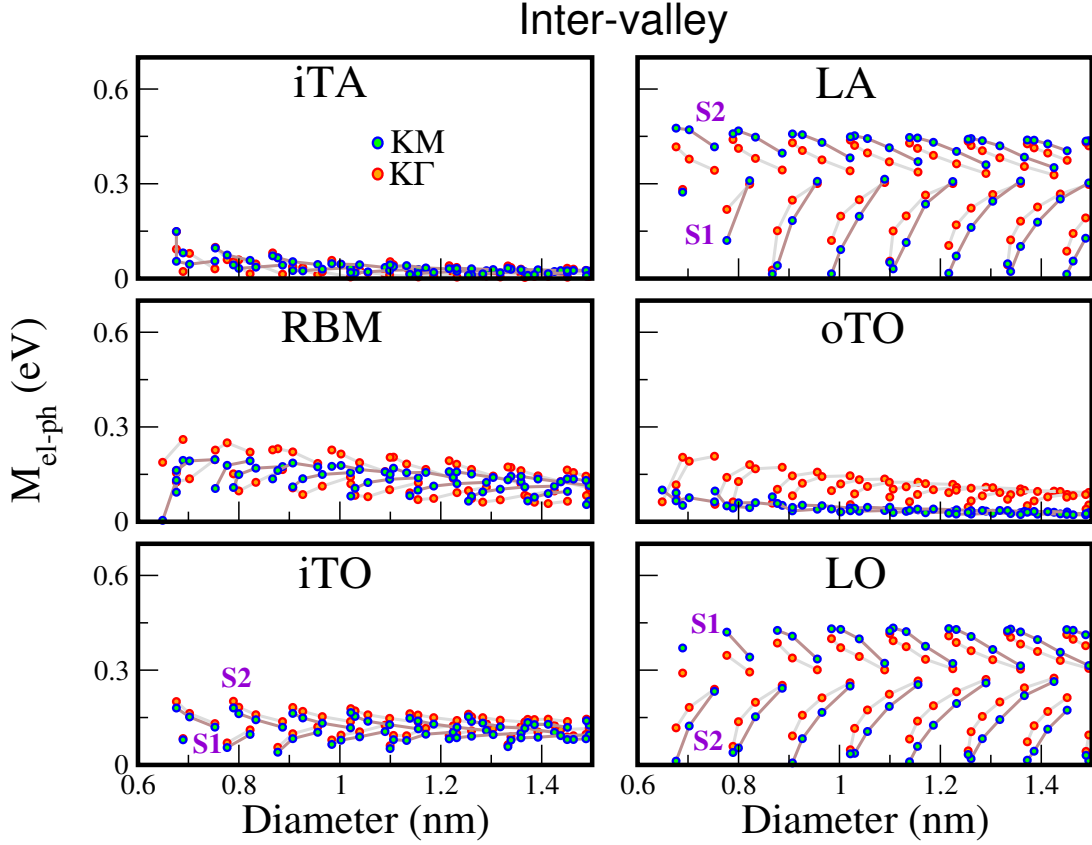 Inter-valley
iTA
KM
KΓ
0.6
0.3
0
LA
S2
S1
M_el-ph (eV)
RBM
0.6
0.3
0
oTO
iTO
S2
S1
0.6
0.3
0
0.6 0.8 1 1.2 1.4
Diameter (nm)
LO
S1
S2
0.6 0.8 1 1.2 1.4
Diameter (nm)